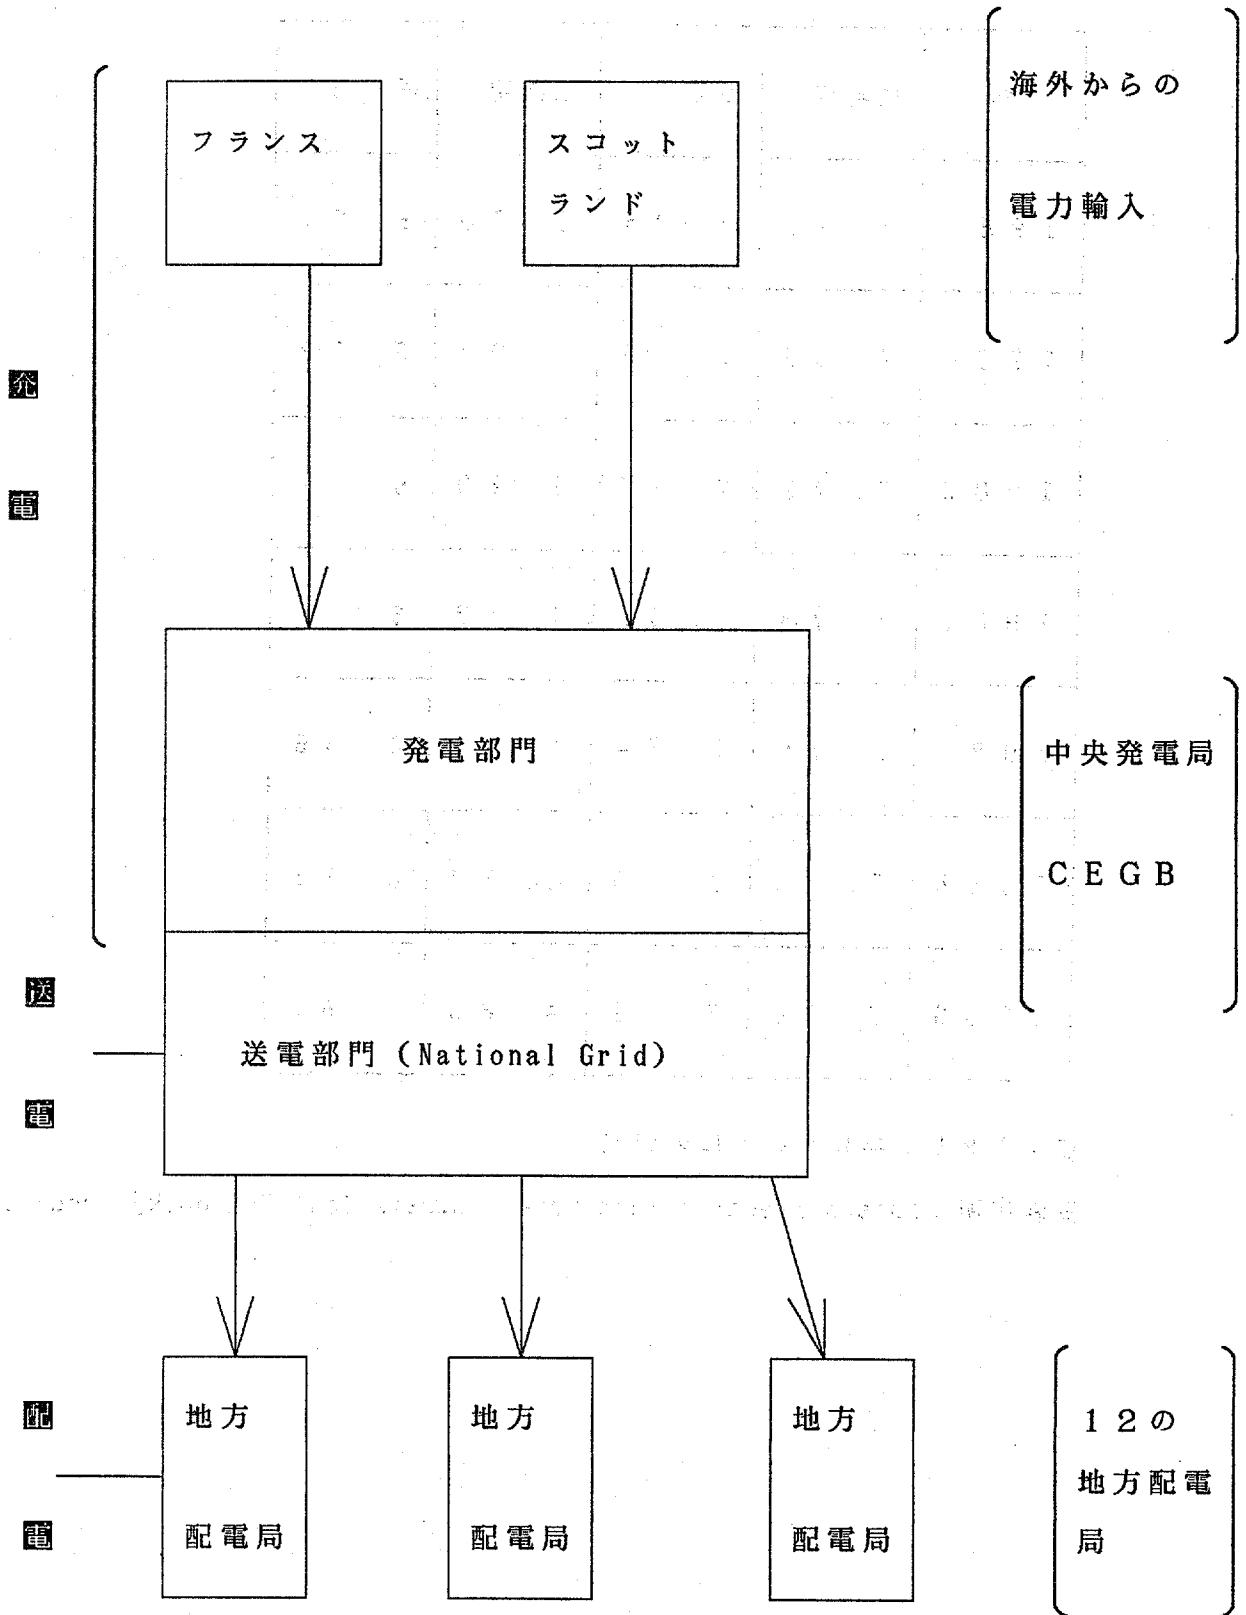 フランス
スコット
ランド
海外からの
電力輸入
発
電
発電部門
中央発電局
CEGB
送
電
送電部門 (National Grid)
配
電
地方
配電局
地方
配電局
地方
配電局
12の
地方配電
局